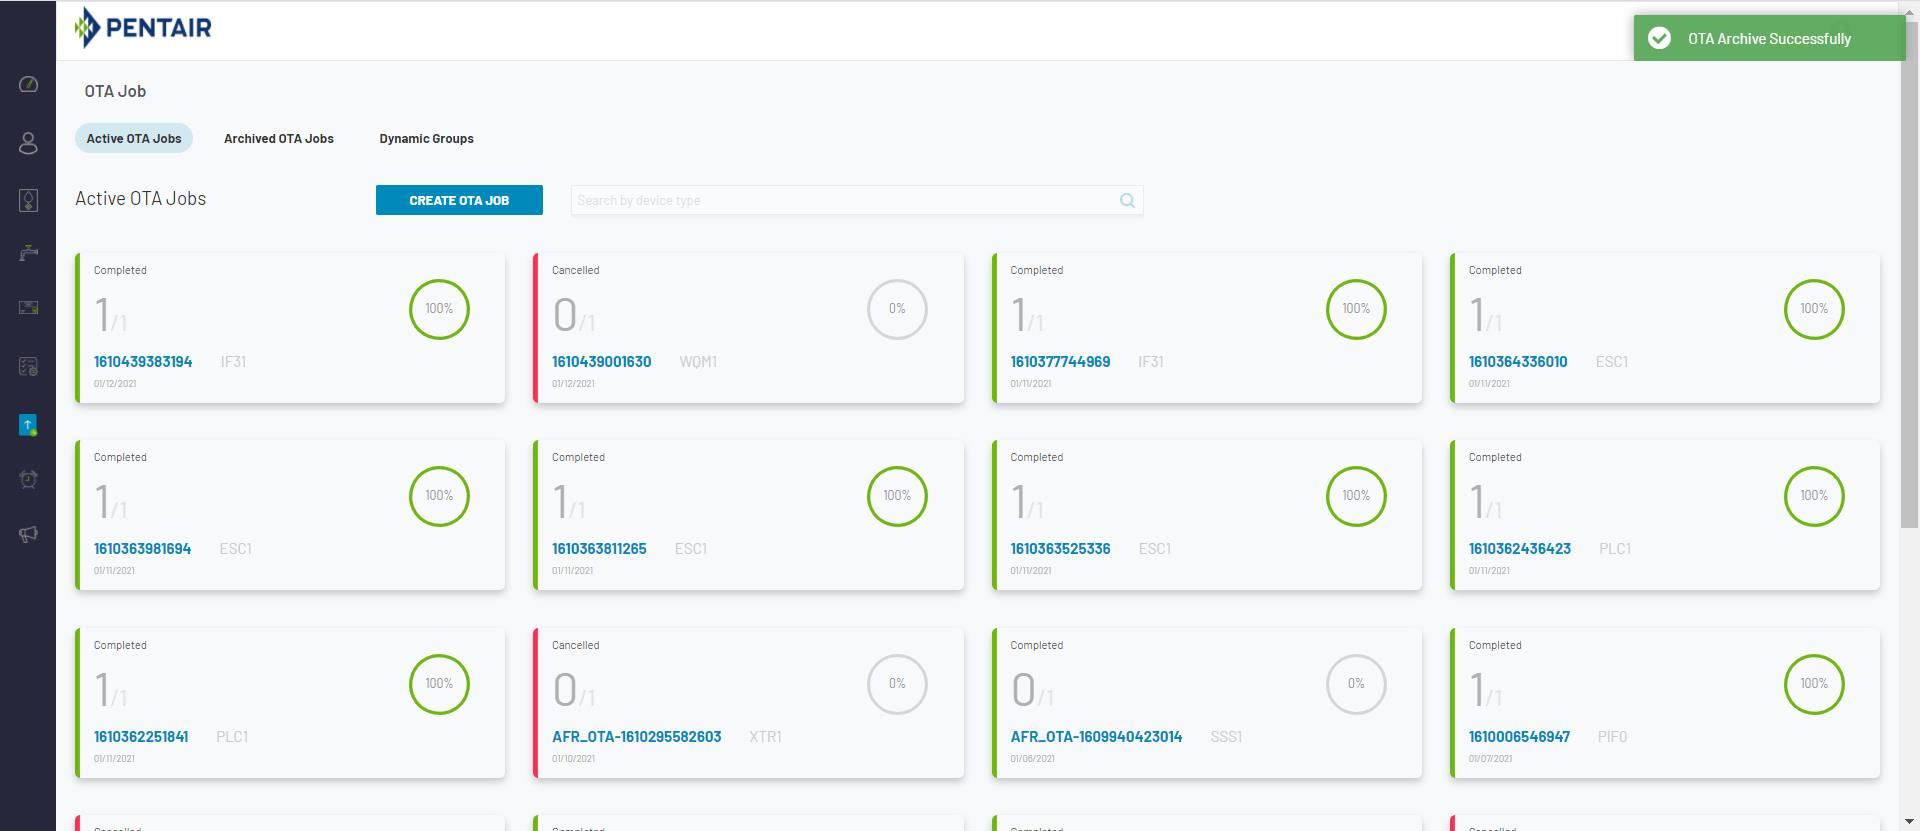 PENTAIR
OTA Archive Successfully
OTA Job
Active OTA Jobs
Archived OTA Jobs
Dynamic Groups
Active OTA Jobs
CREATE OTA JOB
Search by device type
Completed
1/1
100%
1610439383194 IF31
01/12/2021
Cancelled
0/1
0%
1610439001630 WQM1
01/12/2021
Completed
1/1
100%
1610377744969 IF31
01/11/2021
Completed
1/1
100%
1610364336010 ESC1
01/11/2021
Completed
1/1
100%
1610363981694 ESC1
01/11/2021
Completed
1/1
100%
1610363811265 ESC1
01/11/2021
Completed
1/1
100%
1610363525336 ESC1
01/11/2021
Completed
1/1
100%
1610362436423 PLC1
01/11/2021
Completed
1/1
100%
1610362251841 PLC1
01/11/2021
Cancelled
0/1
0%
AFR_OTA-1610295582603 XTR1
01/10/2021
Completed
0/1
0%
AFR_OTA-1609940423014 SSS1
01/06/2021
Completed
1/1
100%
1610006546947 PIF0
01/07/2021
Cancelled
Completed
Completed
Cancelled